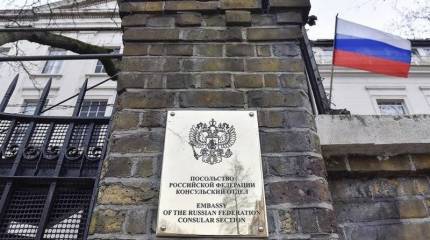 ПОСОЛЬСТВО
РОССИЙСКОЙ ФЕДЕРАЦИИ
КОНСУЛЬСКИЙ ОТДЕЛ
EMBASSY
OF THE RUSSIAN FEDERATION
CONSULAR SECTION